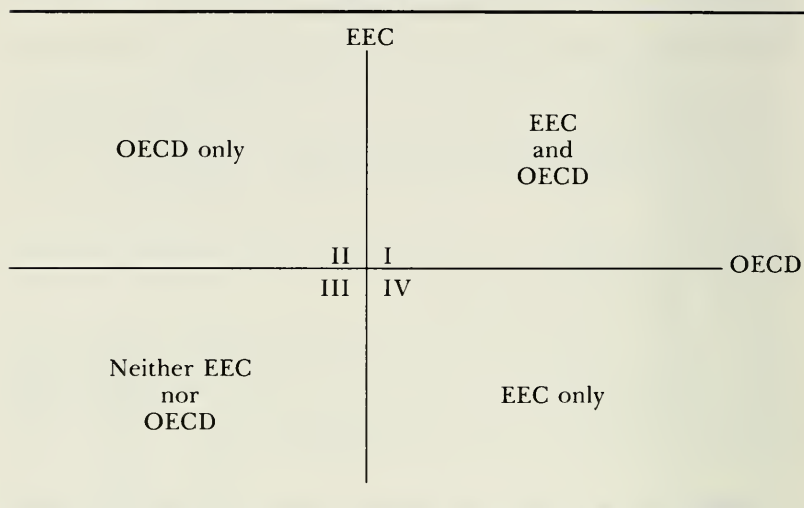 EEC
OECD only
EEC
and
OECD
II I
OECD
III IV
Neither EEC
nor
OECD
EEC only